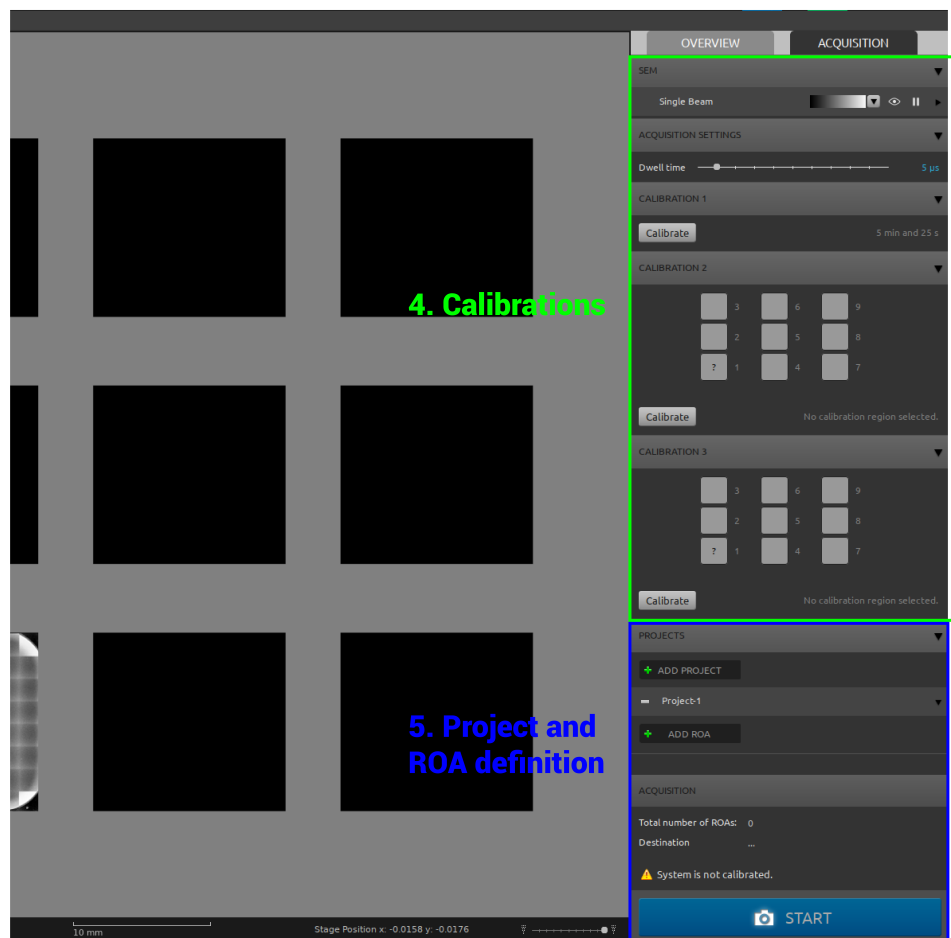 OVERVIEW ACQUISITION
SEM
Single Beam
ACQUISITION SETTINGS
Dwell time 5 µs
CALIBRATION 1
Calibrate 5 min and 25 s
CALIBRATION 2
3 6 9
2 5 8
? 1 4 7
Calibrate No calibration region selected.
CALIBRATION 3
3 6 9
2 5 8
? 1 4 7
Calibrate No calibration region selected.
4. Calibrations
PROJECTS
ADD PROJECT
Project-1
ADD ROA
5. Project and
ROA definition
ACQUISITION
Total number of ROAs: 0
Destination ...
System is not calibrated.
START
10 mm
Stage Position x: -0.0158 y: -0.0176